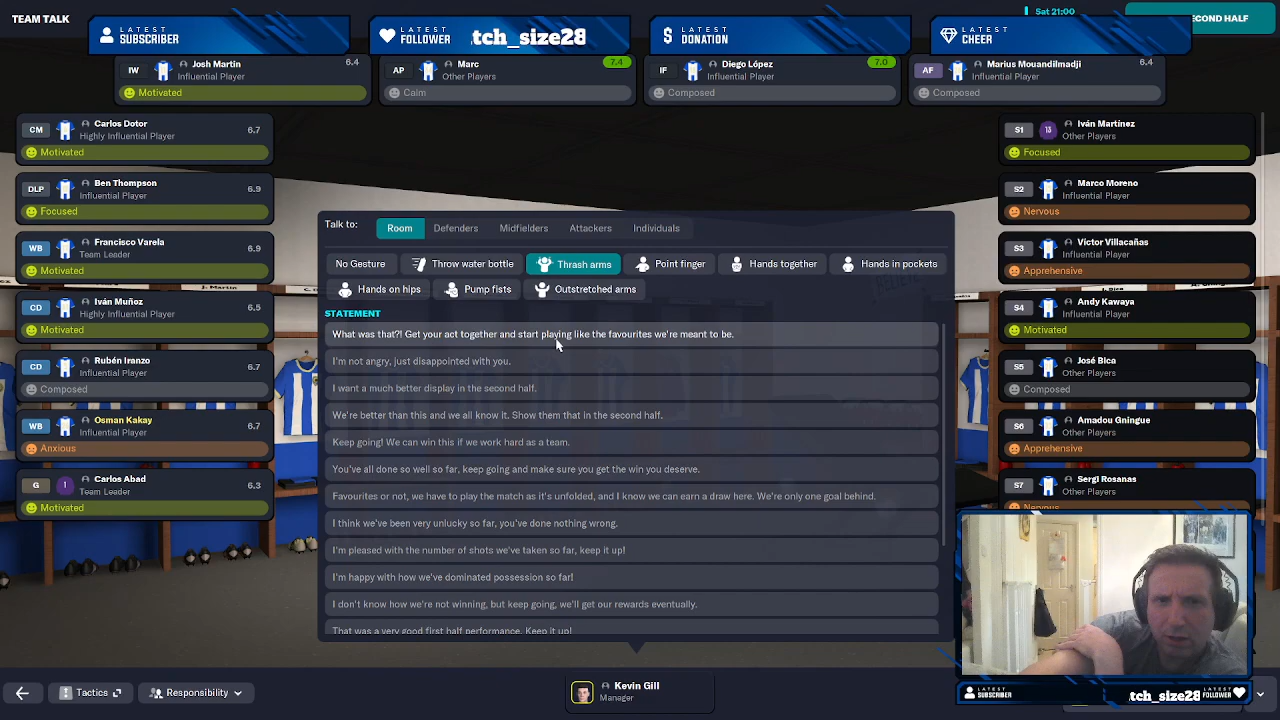 TEAM TALK
Sat 21:00
ECOND HALF
LATEST
SUBSCRIBER
LATEST
FOLLOWER
tch_size28
LATEST
DONATION
LATEST
CHEER
IW
Josh Martin
Influential Player
6.4
Motivated
AP
Marc
Other Players
7.4
Calm
IF
Diego López
Influential Player
7.0
Composed
AF
Marius Mouandilmadji
Influential Player
6.4
Composed
CM
Carlos Dotor
Highly Influential Player
6.7
Motivated
DLP
Ben Thompson
Influential Player
6.9
Focused
WB
Francisco Varela
Team Leader
6.9
Motivated
CD
Iván Muñoz
Influential Player
6.5
Motivated
CD
Rubén Iranzo
Influential Player
6.7
Composed
WB
Osman Kakay
Influential Player
6.7
Anxious
G
1
Carlos Abad
Team Leader
6.3
Motivated
Talk to:
Room
Defenders
Midfielders
Attackers
Individuals
No Gesture
Throw water bottle
Thrash arms
Point finger
Hands together
Hands in pockets
Hands on hips
Pump fists
Outstretched arms
STATEMENT
What was that?! Get your act together and start playing like the favourites we're meant to be.
I'm not angry, just disappointed with you.
I want a much better display in the second half.
We're better than this and we all know it. Show them that in the second half.
Keep going! We can win this if we work hard as a team.
You've all done so well so far, keep going and make sure you get the win you deserve.
Favourites or not, we have to play the match as it's unfolded, and I know we can earn a draw here. We're only one goal behind.
I think we've been very unlucky so far, you've done nothing wrong.
I'm pleased with the number of shots we've taken so far, keep it up!
I'm happy with how we've dominated possession so far!
I don't know how we're not winning, but keep going, we'll get our rewards eventually.
That was a very good first half performance. Keep it up!
S1
13
Iván Martínez
Other Players
Focused
S2
Marco Moreno
Influential Player
Nervous
S3
Víctor Villacañas
Other Players
Apprehensive
S4
Andy Kawaya
Influential Player
Motivated
S5
José Bica
Other Players
Composed
S6
Amadou Gningue
Other Players
Apprehensive
S7
Sergi Rosanas
Other Players
Nervous
Tactics
Responsibility
Kevin Gill
Manager
LATEST
SUBSCRIBER
tch_size28
LATEST
FOLLOWER